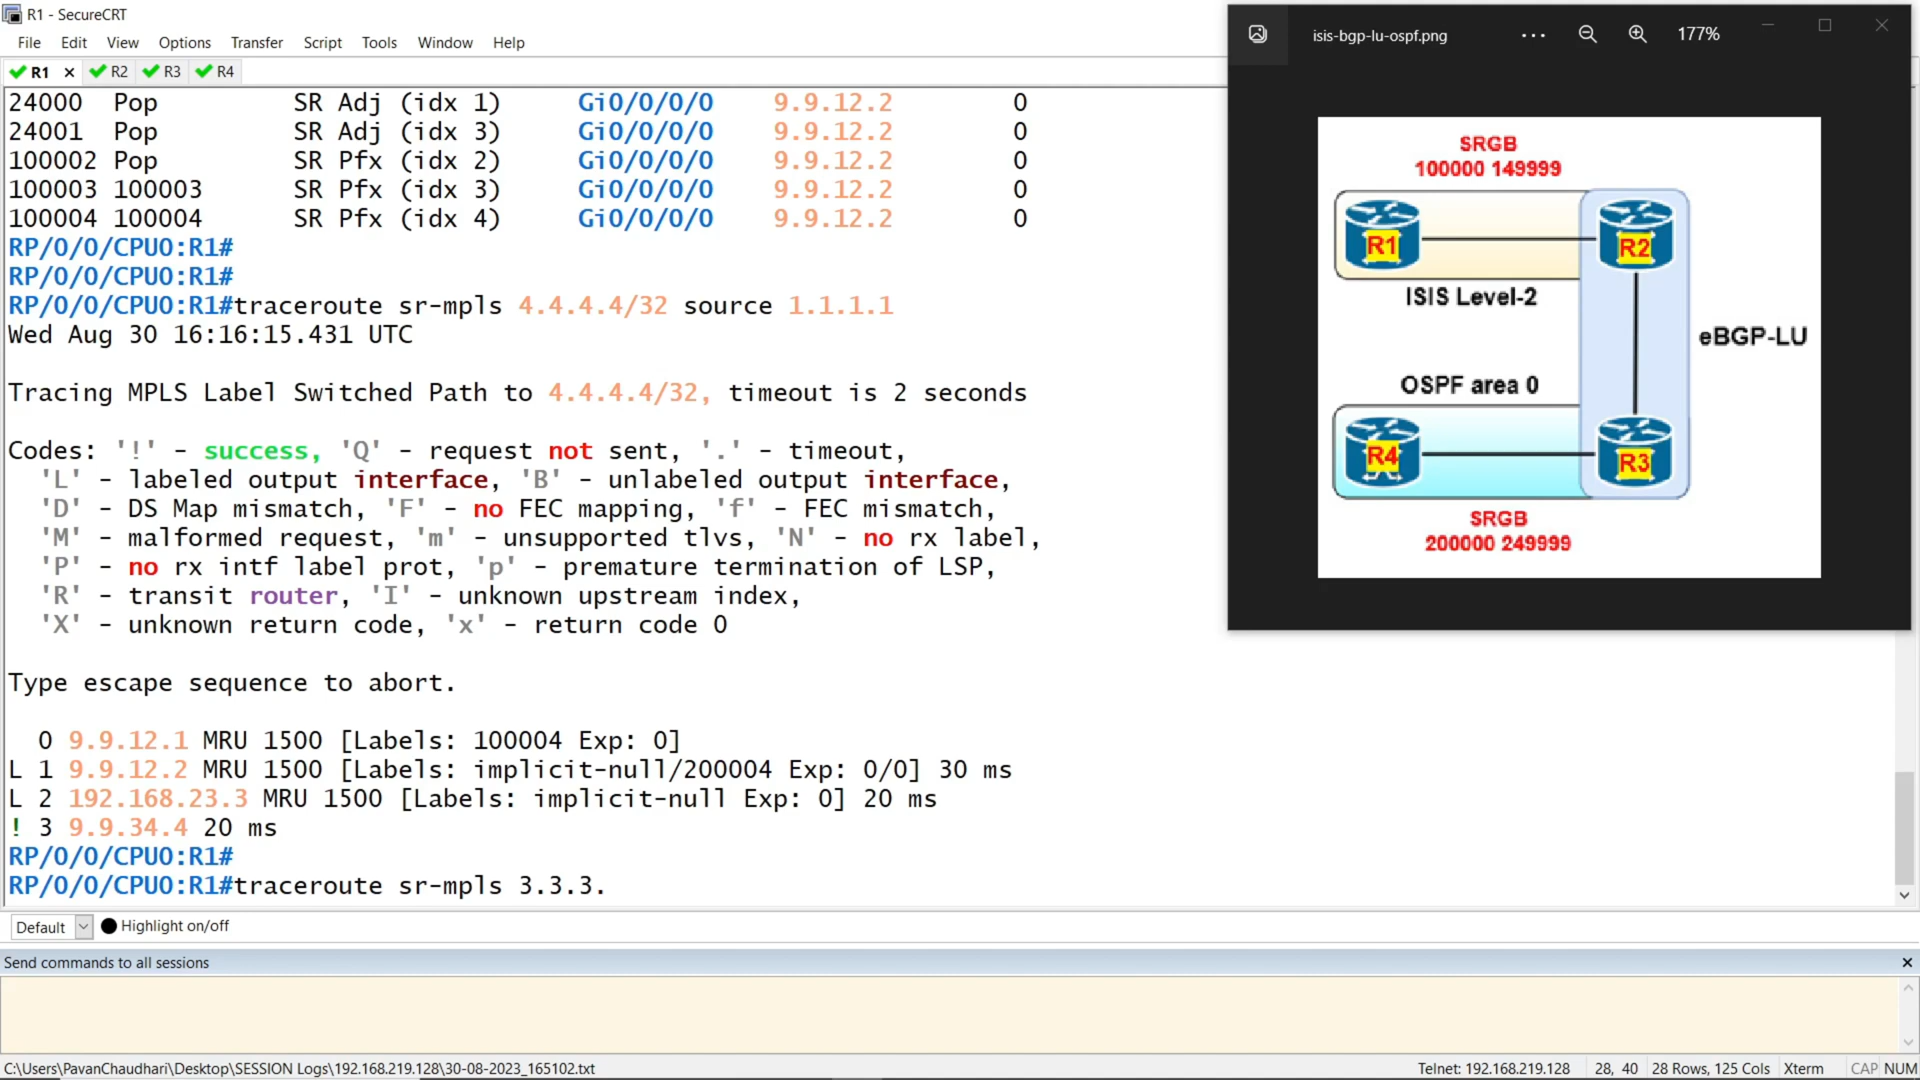 R1 - SecureCRT
File Edit View Options Transfer Script Tools Window Help
R1 × R2 R3 R4
24000 Pop SR Adj (idx 1) Gi0/0/0/0 9.9.12.2 0
24001 Pop SR Adj (idx 3) Gi0/0/0/0 9.9.12.2 0
100002 Pop SR Pfx (idx 2) Gi0/0/0/0 9.9.12.2 0
100003 100003 SR Pfx (idx 3) Gi0/0/0/0 9.9.12.2 0
100004 100004 SR Pfx (idx 4) Gi0/0/0/0 9.9.12.2 0
RP/0/0/CPU0:R1#
RP/0/0/CPU0:R1#
RP/0/0/CPU0:R1#traceroute sr-mpls 4.4.4.4/32 source 1.1.1.1
Wed Aug 30 16:16:15.431 UTC
Tracing MPLS Label Switched Path to 4.4.4.4/32, timeout is 2 seconds
Codes: '!' - success, 'Q' - request not sent, '.' - timeout,
'L' - labeled output interface, 'B' - unlabeled output interface,
'D' - DS Map mismatch, 'F' - no FEC mapping, 'f' - FEC mismatch,
'M' - malformed request, 'm' - unsupported tlvs, 'N' - no rx label,
'P' - no rx intf label prot, 'p' - premature termination of LSP,
'R' - transit router, 'I' - unknown upstream index,
'X' - unknown return code, 'x' - return code 0
Type escape sequence to abort.
0 9.9.12.1 MRU 1500 [Labels: 100004 Exp: 0]
L 1 9.9.12.2 MRU 1500 [Labels: implicit-null/200004 Exp: 0/0] 30 ms
L 2 192.168.23.3 MRU 1500 [Labels: implicit-null Exp: 0] 20 ms
! 3 9.9.34.4 20 ms
RP/0/0/CPU0:R1#
RP/0/0/CPU0:R1#traceroute sr-mpls 3.3.3.
isis-bgp-lu-ospf.png ... 177%
SRGB
100000 149999
R1
R2
ISIS Level-2
eBGP-LU
OSPF area 0
R4
R3
SRGB
200000 249999
Default Highlight on/off
Send commands to all sessions ×
C:\Users\PavanChaudhari\Desktop\SESSION Logs\192.168.219.128\30-08-2023_165102.txt Telnet: 192.168.219.128 28, 40 28 Rows, 125 Cols Xterm CAP NUM